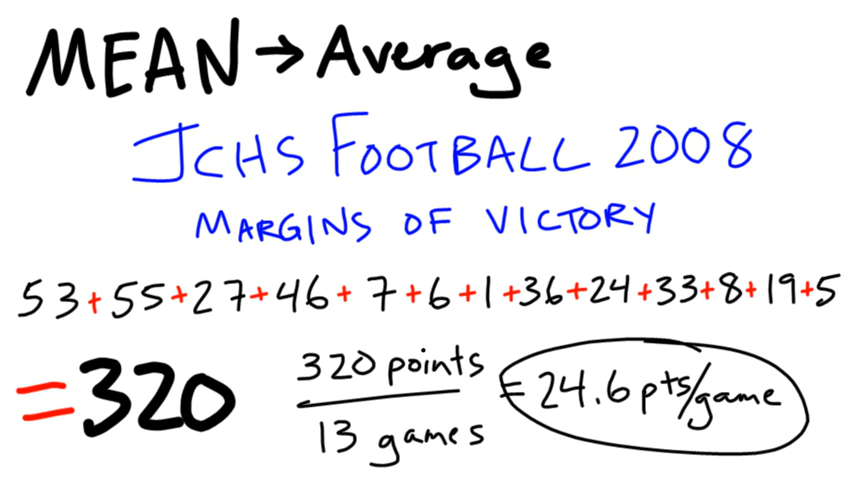 MEAN → Average
JCHS FOOTBALL 2008
MARGINS OF VICTORY
53+55+27+46+7+6+1+36+24+33+8+19+5
=320
320 points
13 games
= 24.6 pts/game